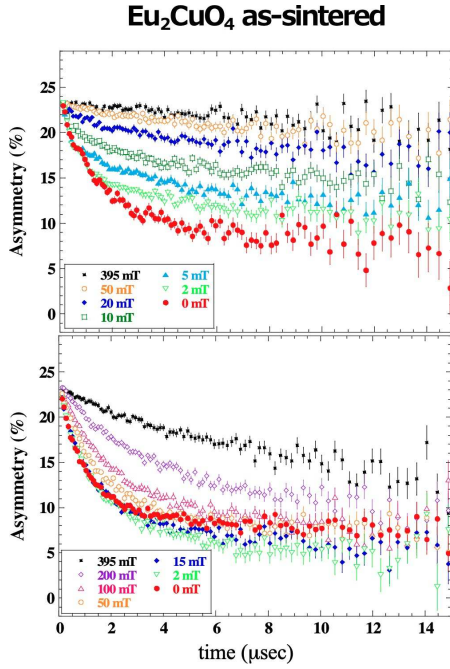 Eu₂CuO₄ as-sintered
25
20
15
10
5
0
Asymmetry (%)
395 mT
50 mT
20 mT
10 mT
5 mT
2 mT
0 mT
25
20
15
10
5
0
Asymmetry (%)
395 mT
200 mT
100 mT
50 mT
15 mT
2 mT
0 mT
0 2 4 6 8 10 12 14
time (μsec)